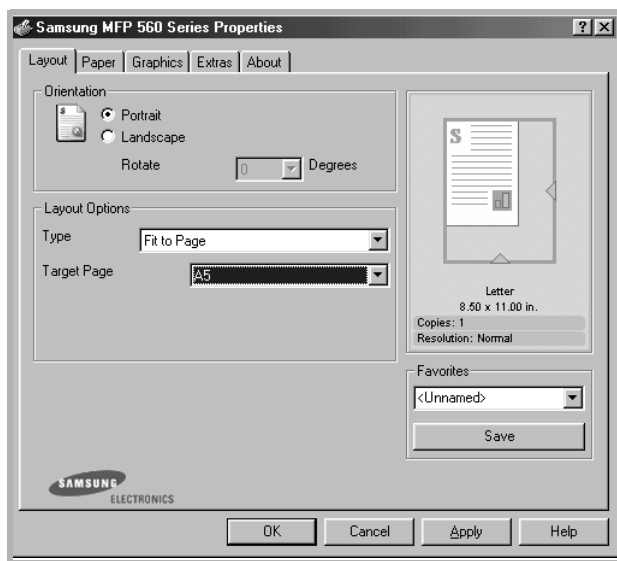 Samsung MFP 560 Series Properties
Layout
Paper
Graphics
Extras
About
Orientation
Portrait
Landscape
Rotate
0
Degrees
Layout Options
Type
Fit to Page
Target Page
A5
S
S
Letter
8.50 x 11.00 in.
Copies: 1
Resolution: Normal
Favorites
<Unnamed>
Save
SAMSUNG
ELECTRONICS
OK
Cancel
Apply
Help